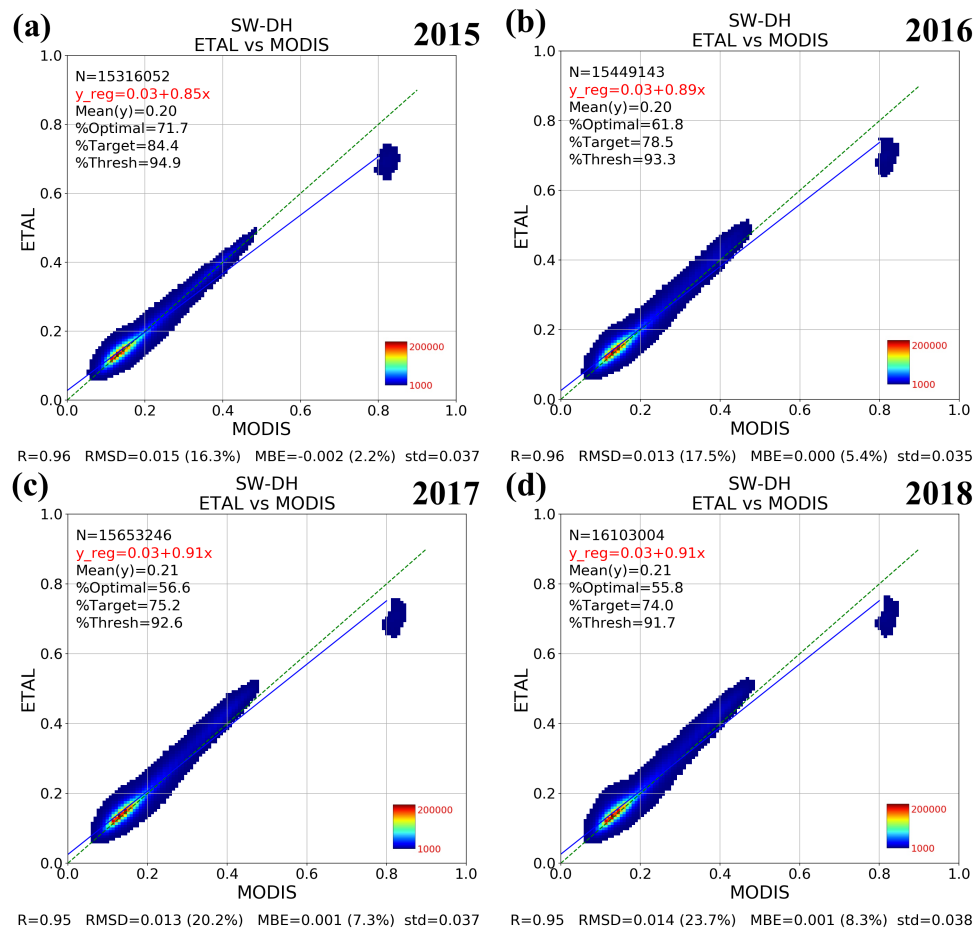 (a)
SW-DH
ETAL vs MODIS
2015
1.0
0.8
0.6
0.4
0.2
0.0
ETAL
N=15316052
y_reg=0.03+0.85x
Mean(y)=0.20
%Optimal=71.7
%Target=84.4
%Thresh=94.9
200000
1000
0.0 0.2 0.4 0.6 0.8 1.0
MODIS
R=0.96 RMSD=0.015 (16.3%) MBE=-0.002 (2.2%) std=0.037
(b)
SW-DH
ETAL vs MODIS
2016
1.0
0.8
0.6
0.4
0.2
0.0
ETAL
N=15449143
y_reg=0.03+0.89x
Mean(y)=0.20
%Optimal=61.8
%Target=78.5
%Thresh=93.3
200000
1000
0.0 0.2 0.4 0.6 0.8 1.0
MODIS
R=0.96 RMSD=0.013 (17.5%) MBE=0.000 (5.4%) std=0.035
(c)
SW-DH
ETAL vs MODIS
2017
1.0
0.8
0.6
0.4
0.2
0.0
ETAL
N=15653246
y_reg=0.03+0.91x
Mean(y)=0.21
%Optimal=56.6
%Target=75.2
%Thresh=92.6
200000
1000
0.0 0.2 0.4 0.6 0.8 1.0
MODIS
R=0.95 RMSD=0.013 (20.2%) MBE=0.001 (7.3%) std=0.037
(d)
SW-DH
ETAL vs MODIS
2018
1.0
0.8
0.6
0.4
0.2
0.0
ETAL
N=16103004
y_reg=0.03+0.91x
Mean(y)=0.21
%Optimal=55.8
%Target=74.0
%Thresh=91.7
200000
1000
0.0 0.2 0.4 0.6 0.8 1.0
MODIS
R=0.95 RMSD=0.014 (23.7%) MBE=0.001 (8.3%) std=0.038